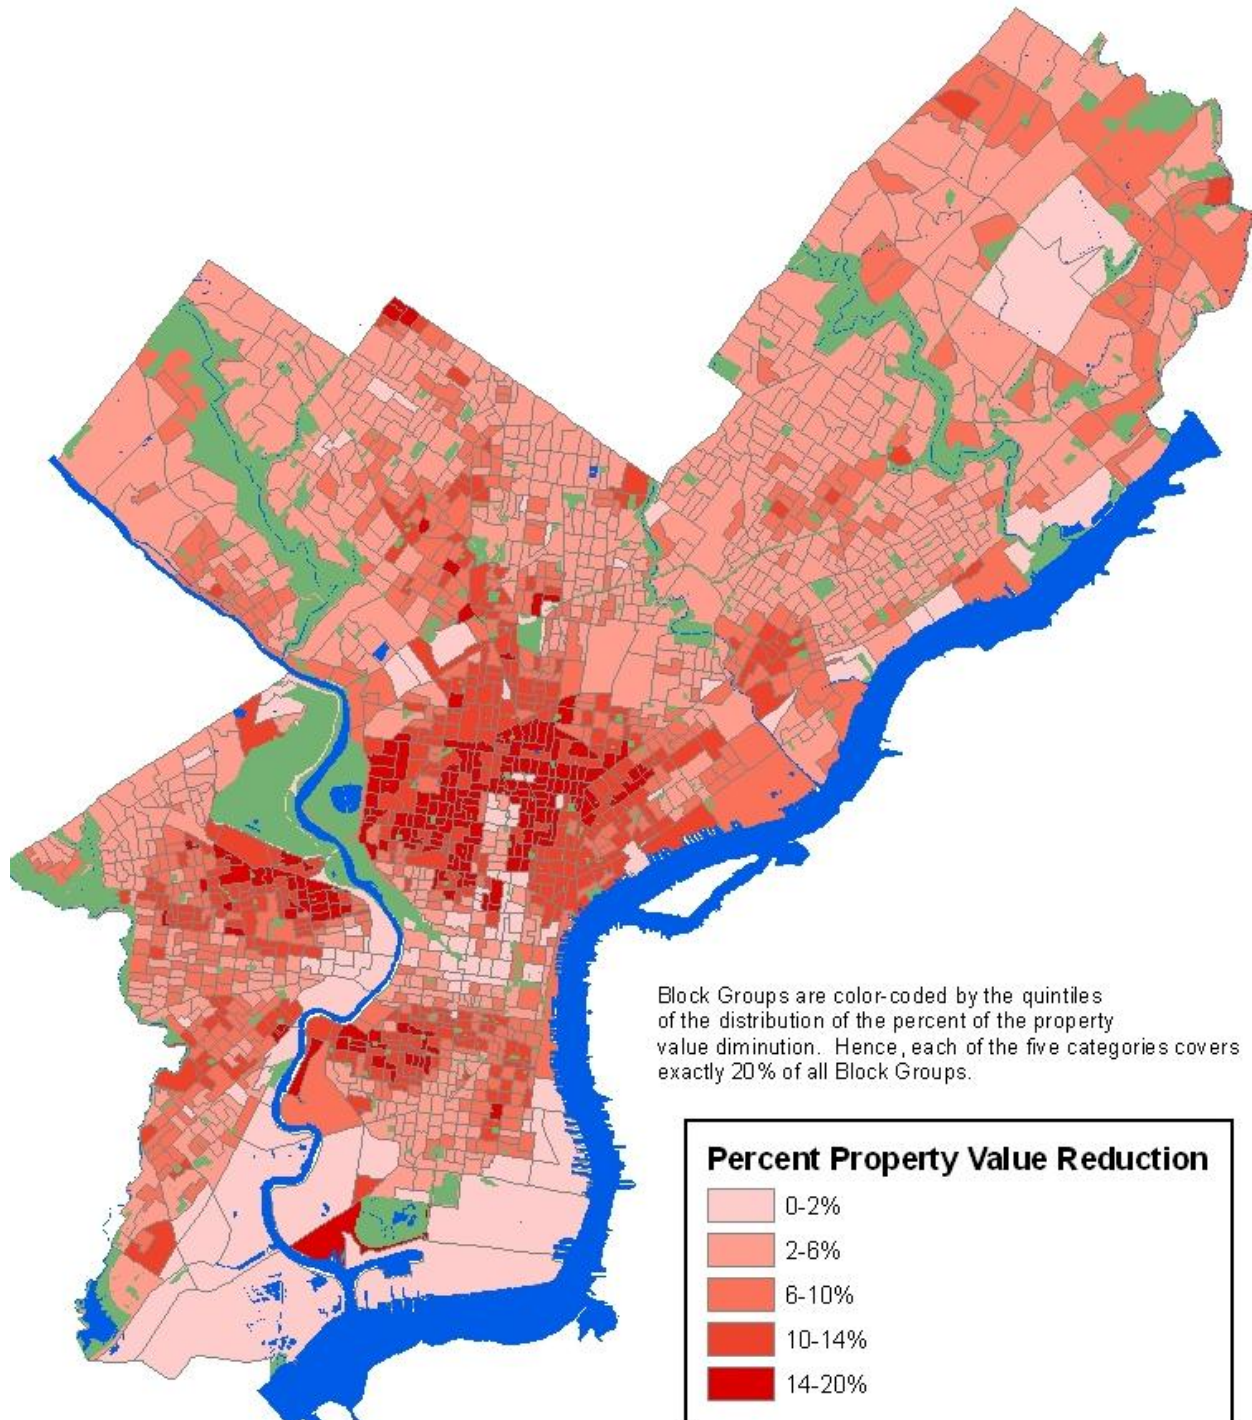 Block Groups are color-coded by the quintiles
of the distribution of the percent of the property
value diminution. Hence, each of the five categories covers
exactly 20% of all Block Groups.
Percent Property Value Reduction
0-2%
2-6%
6-10%
10-14%
14-20%